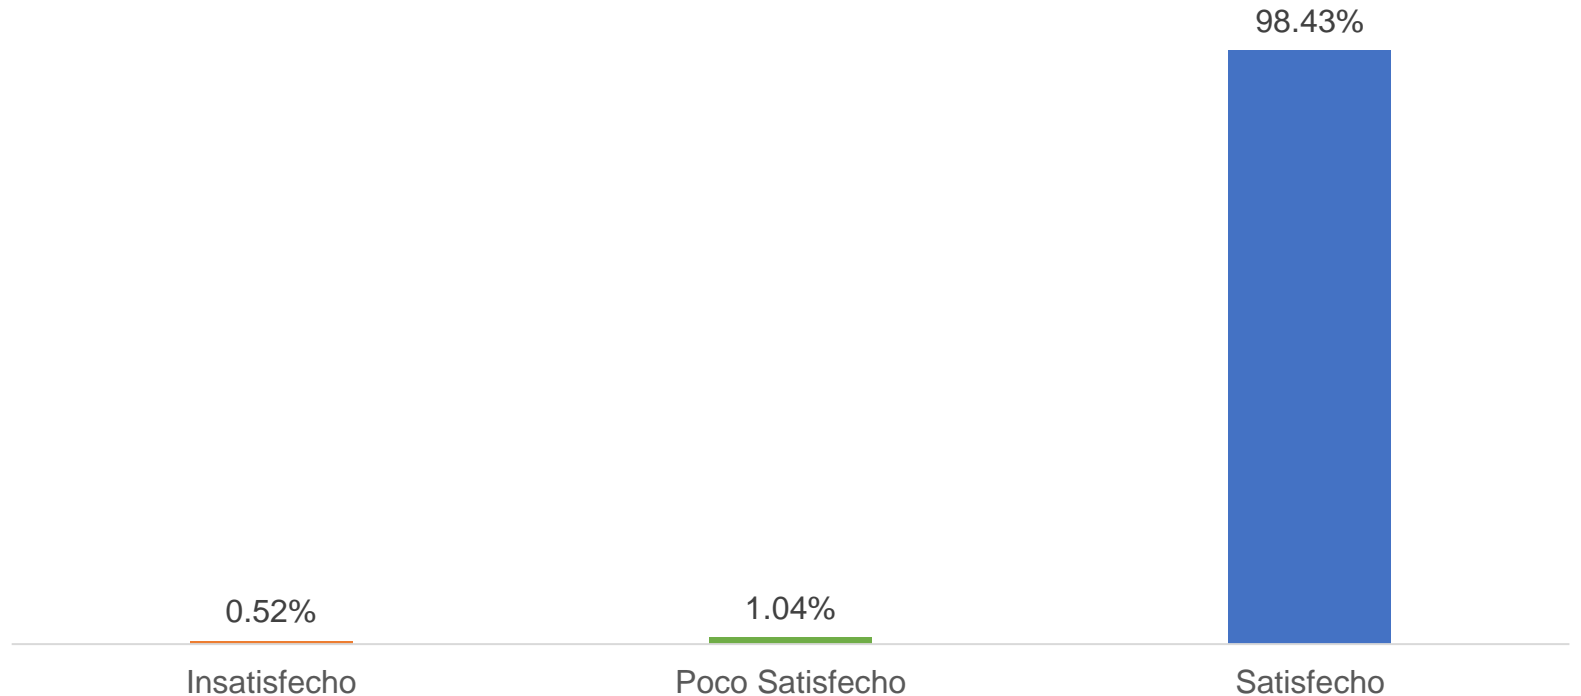 98.43%
0.52%
1.04%
Insatisfecho
Poco Satisfecho
Satisfecho